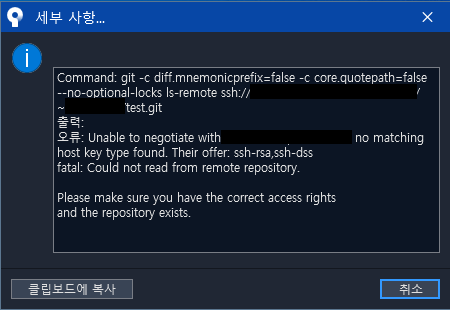 세부 사항...
Command: git -c diff.mnemonicprefix=false -c core.quotepath=false
--no-optional-locks ls-remote ssh:// /
~ /test.git
출력:
오류: Unable to negotiate with no matching
host key type found. Their offer: ssh-rsa,ssh-dss
fatal: Could not read from remote repository.
Please make sure you have the correct access rights
and the repository exists.
클립보드에 복사
취소